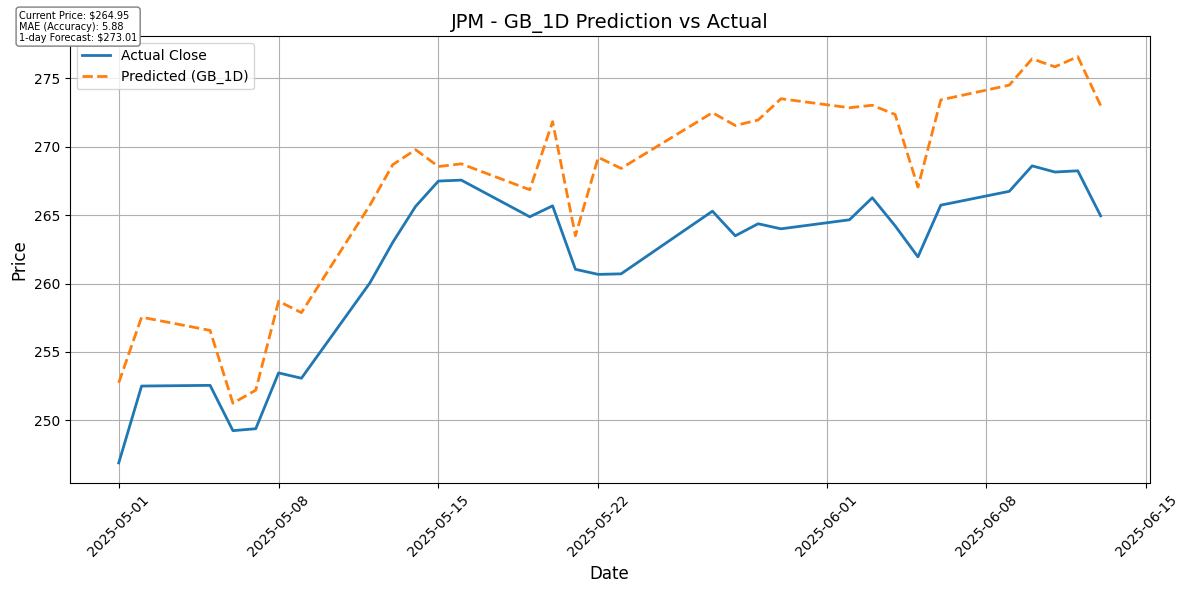 JPM - GB_1D Prediction vs Actual
Current Price: $264.95
MAE (Accuracy): 5.88
1-day Forecast: $273.01
Actual Close
Predicted (GB_1D)
Price
275
270
265
260
255
250
2025-05-01
2025-05-08
2025-05-15
2025-05-22
2025-06-01
2025-06-08
2025-06-15
Date